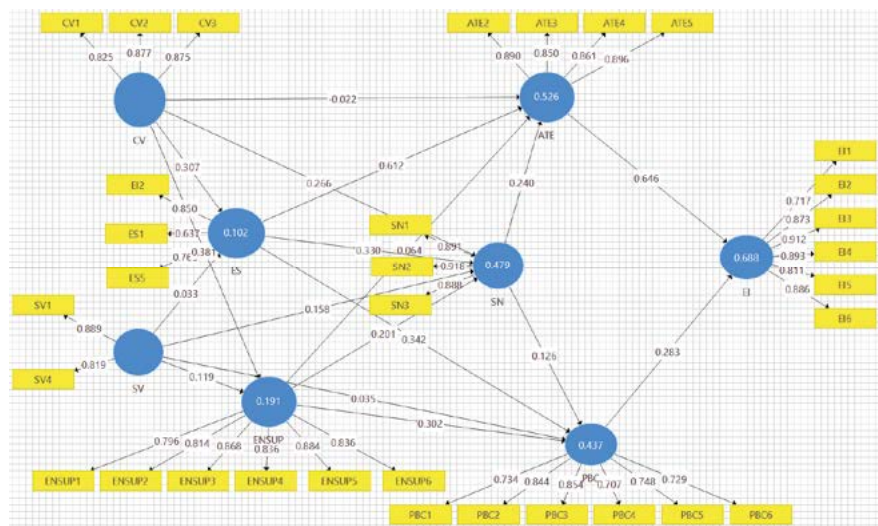 CV1 CV2 CV3 ATE2 ATE3 ATE4 ATE5
0.825 0.877 0.875 0.890 0.850 0.861 0.896
-0.022 0.526
CV ATE
0.307 0.612
0.266 0.240 0.646
EI1
EI2
EI3
EI4
EI5
EI6
0.717
0.873
0.912
0.893
0.811
0.886
0.688
EI
0.850
ES1 0.637 0.102
0.381
ES5
ES
0.330 0.064
SN1 0.891
SN2 0.918 0.479
SN3 0.888
SN
0.033 0.158 0.201 0.342
SV1
0.889
SV4 0.819
SV
0.119 0.035 0.126 0.283
0.191 0.302 0.437
ENSUP PBC
0.796 0.814 0.868 0.836 0.884 0.836
ENSUP1 ENSUP2 ENSUP3 ENSUP4 ENSUP5 ENSUP6
0.734 0.844 0.854 0.707 0.748 0.729
PBC1 PBC2 PBC3 PBC4 PBC5 PBC6